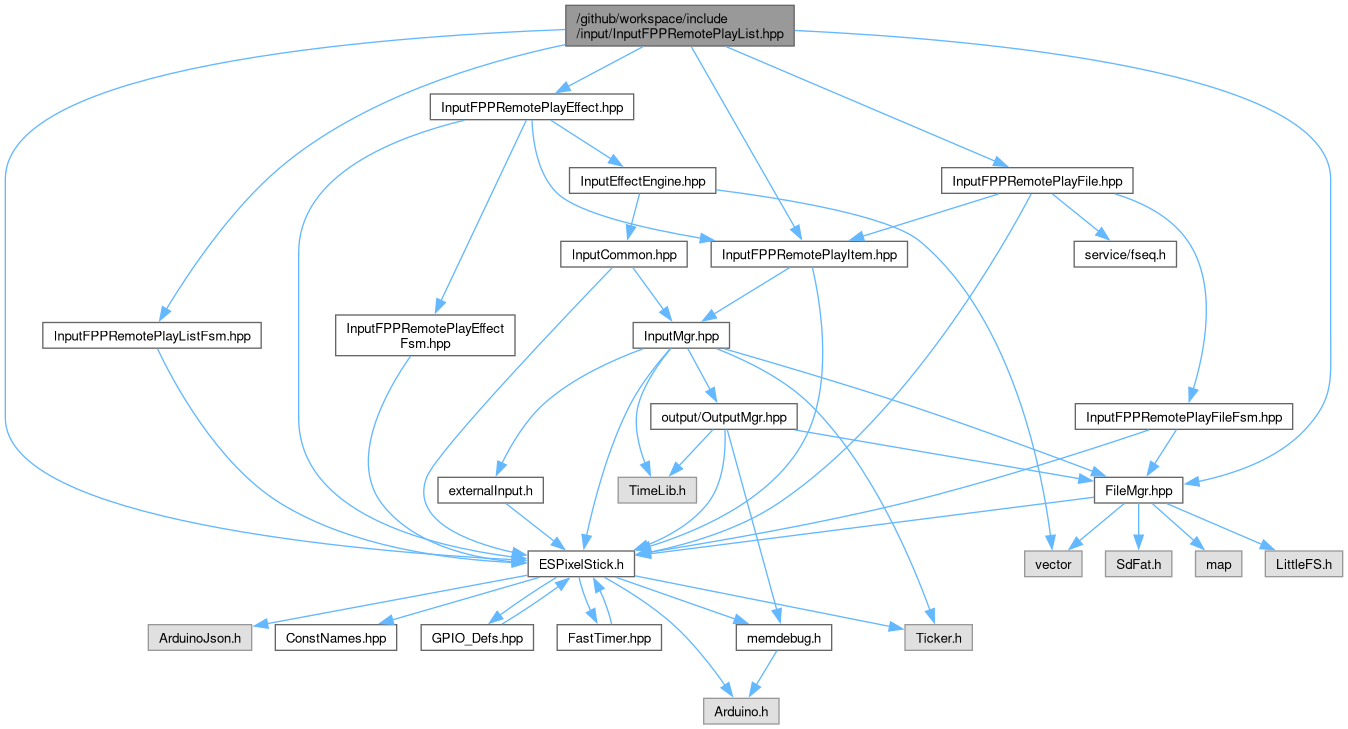 /github/workspace/include
/input/InputFPPRemotePlayList.hpp
InputFPPRemotePlayEffect.hpp
InputEffectEngine.hpp
InputFPPRemotePlayFile.hpp
InputCommon.hpp
InputFPPRemotePlayItem.hpp
service/fseq.h
InputFPPRemotePlayListFsm.hpp
InputFPPRemotePlayEffect
Fsm.hpp
InputMgr.hpp
output/OutputMgr.hpp
InputFPPRemotePlayFileFsm.hpp
externalInput.h
TimeLib.h
FileMgr.hpp
ESPixelStick.h
vector
SdFat.h
map
LittleFS.h
ArduinoJson.h
ConstNames.hpp
GPIO_Defs.hpp
FastTimer.hpp
memdebug.h
Ticker.h
Arduino.h